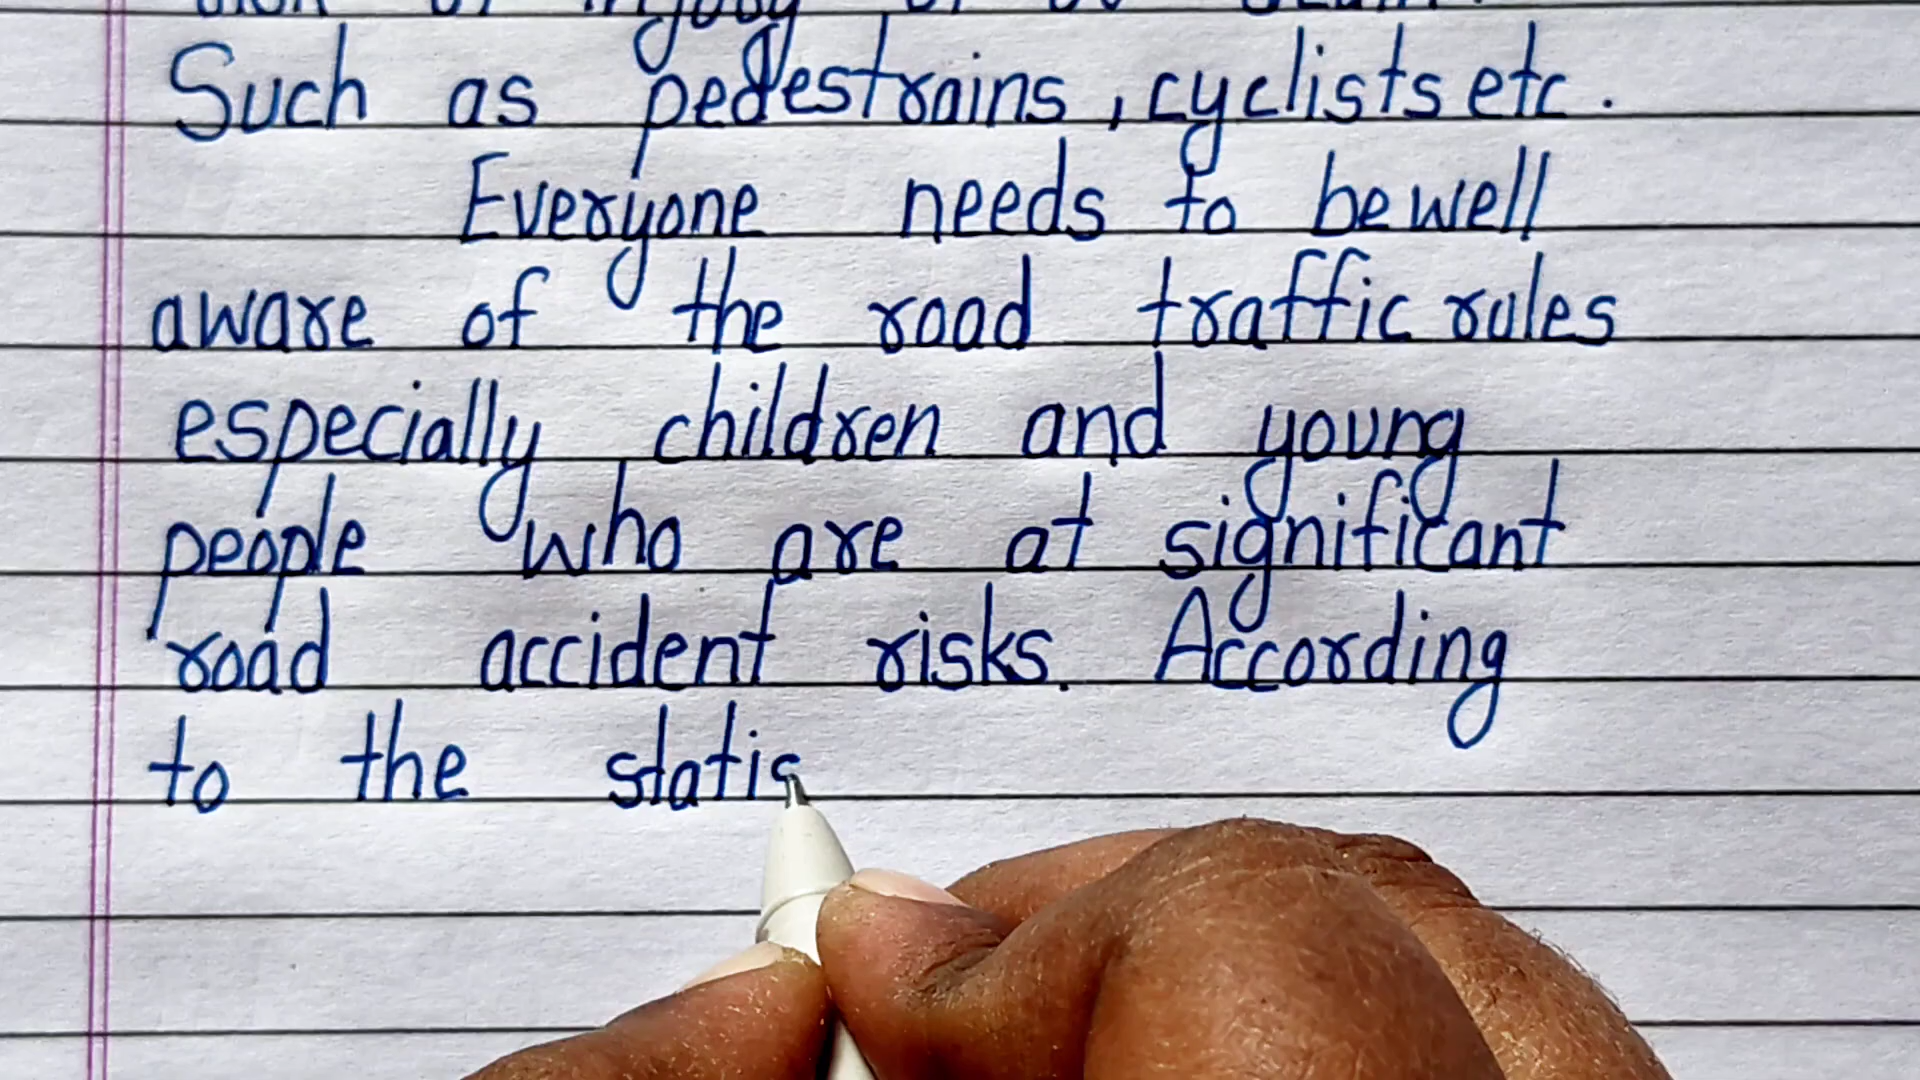 Such as pedestrains, cyclists etc.
Everyone needs to be well
aware of the road traffic rules
especially children and young
people who are at significant
road accident risks. According
to the statis